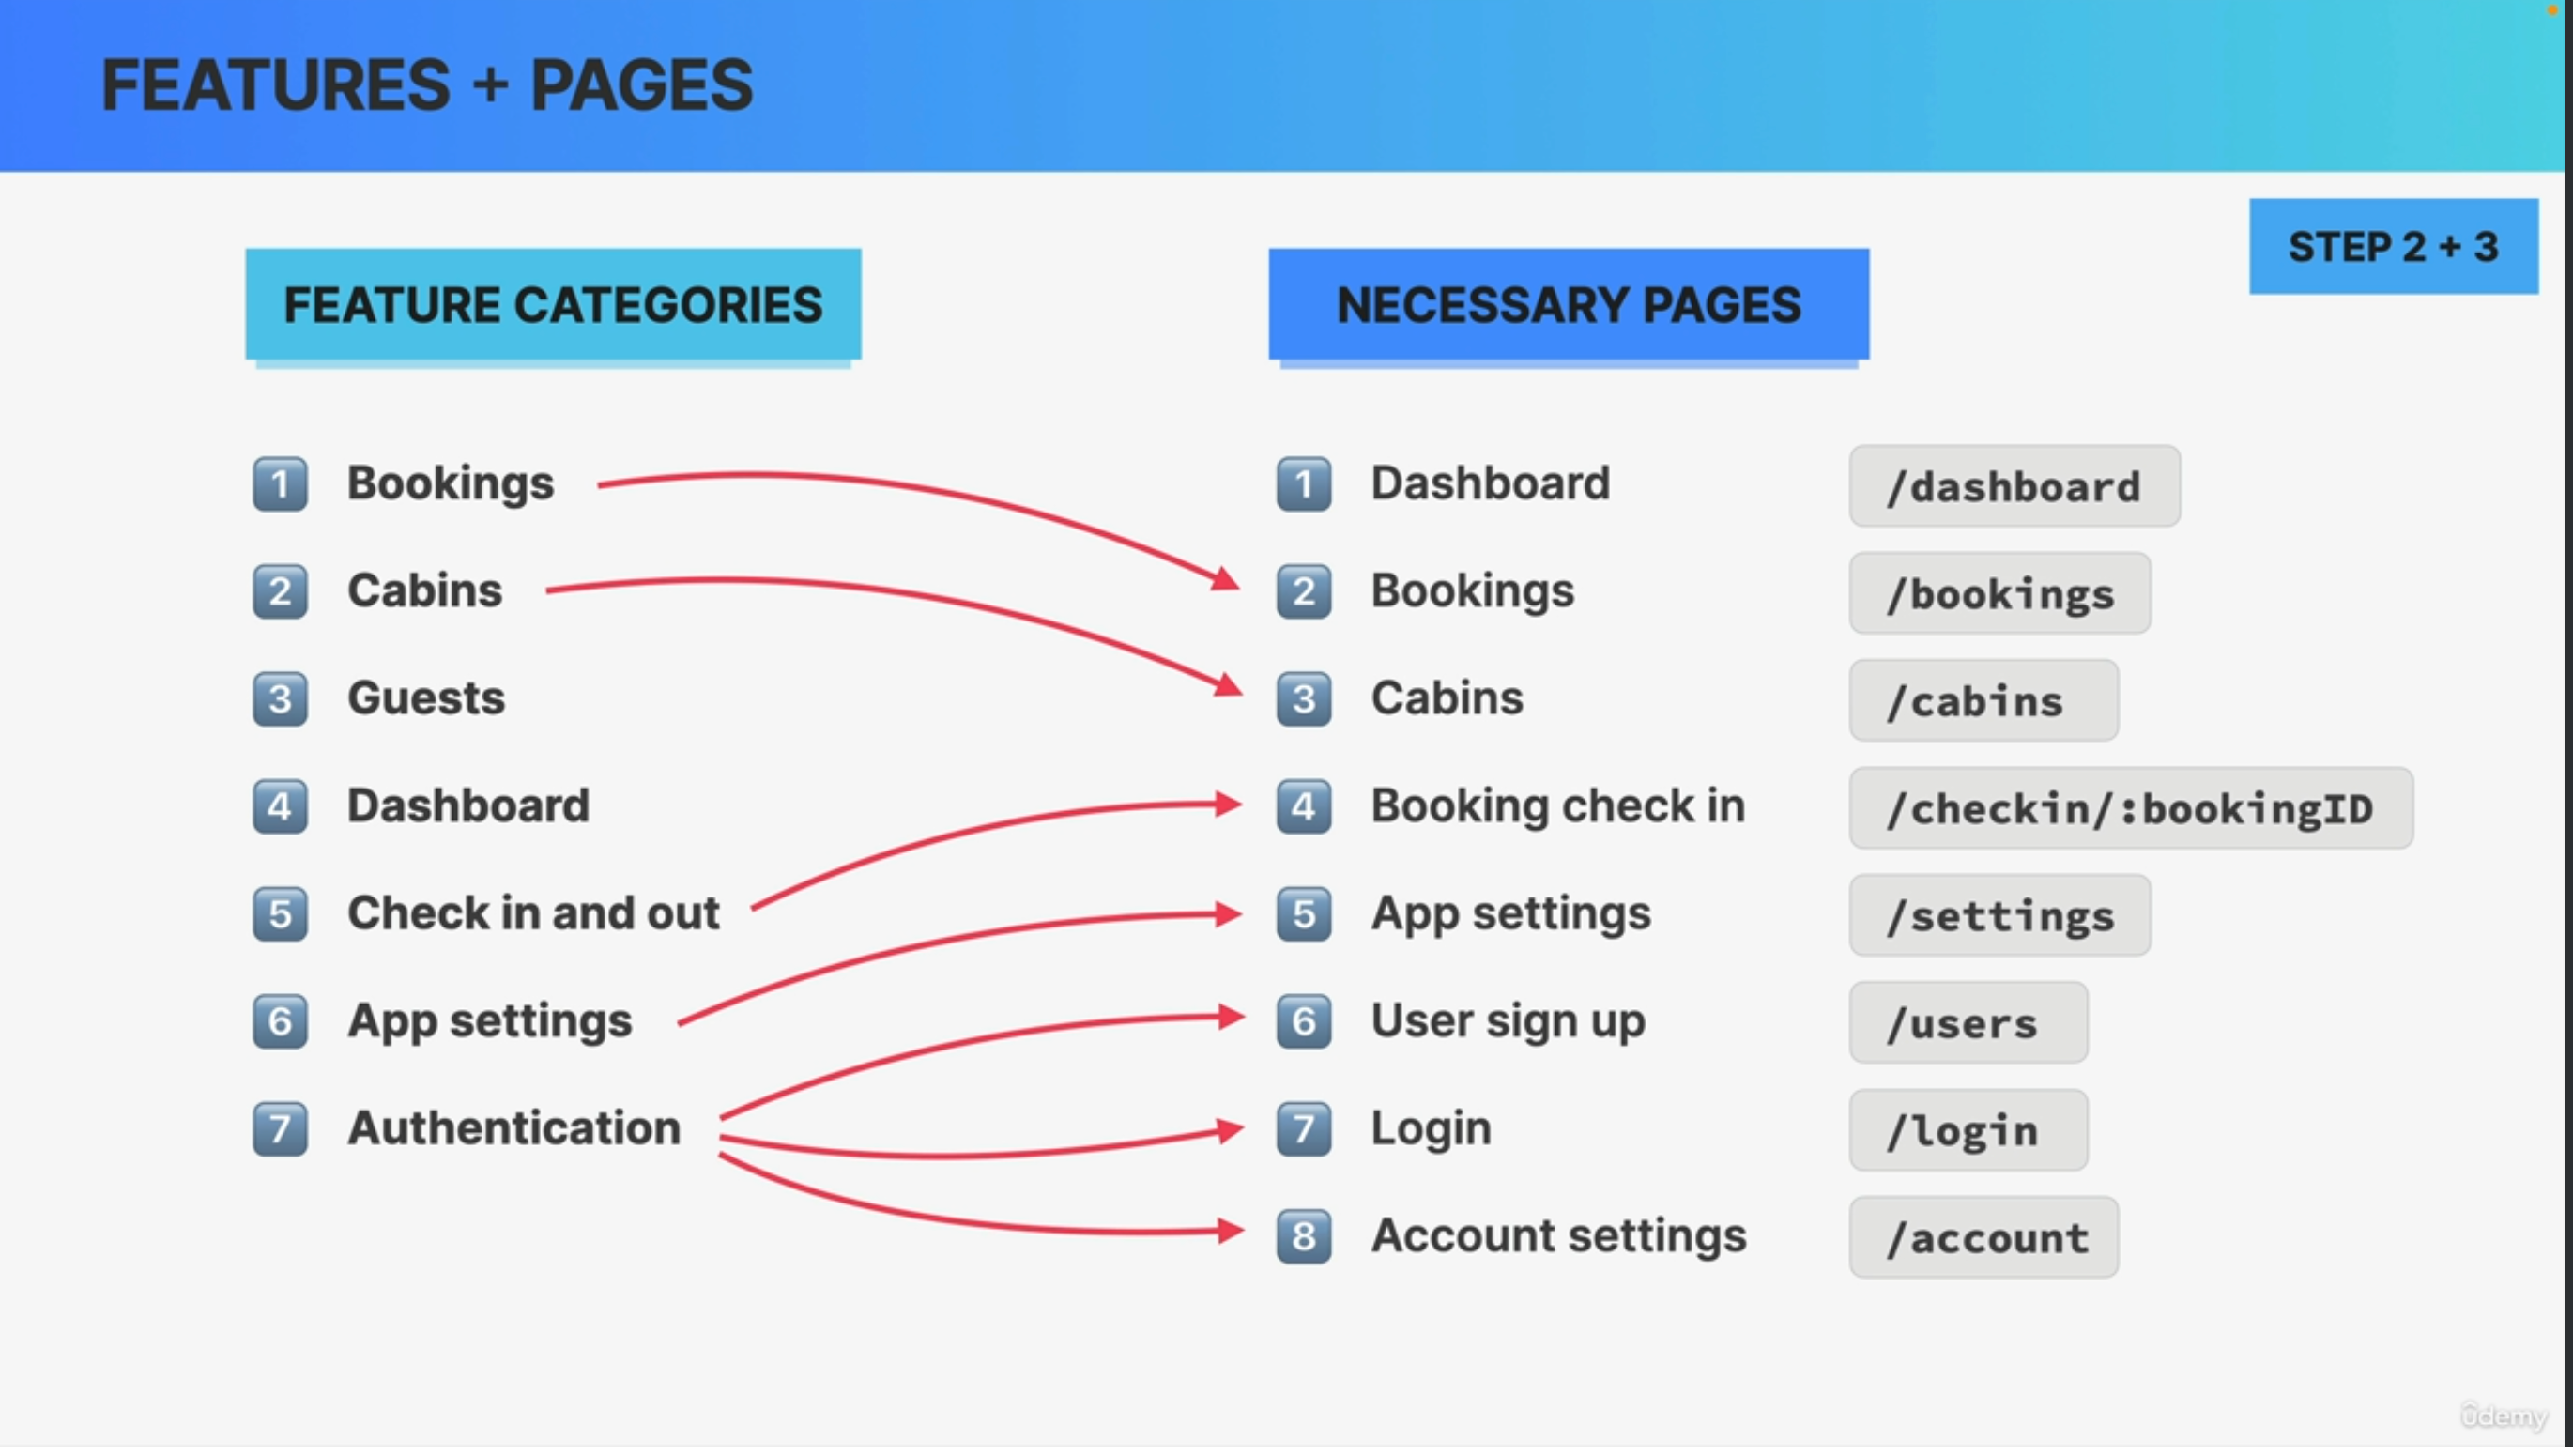 FEATURES + PAGES
STEP 2 + 3
FEATURE CATEGORIES
1 Bookings
2 Cabins
3 Guests
4 Dashboard
5 Check in and out
6 App settings
7 Authentication
NECESSARY PAGES
1 Dashboard /dashboard
2 Bookings /bookings
3 Cabins /cabins
4 Booking check in /checkin/:bookingID
5 App settings /settings
6 User sign up /users
7 Login /login
8 Account settings /account
ûdemy